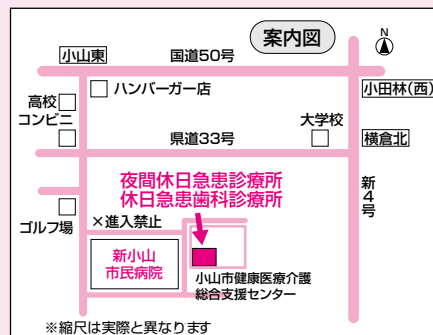 案内図
N
小山東
国道50号
ハンバーガー店
小田林(西)
高校
コンビニ
大学校
県道33号
横倉北
夜間休日急患診療所
休日急患歯科診療所
新4号
×進入禁止
ゴルフ場
新小山
市民病院
小山市健康医療介護
総合支援センター
※縮尺は実際と異なります